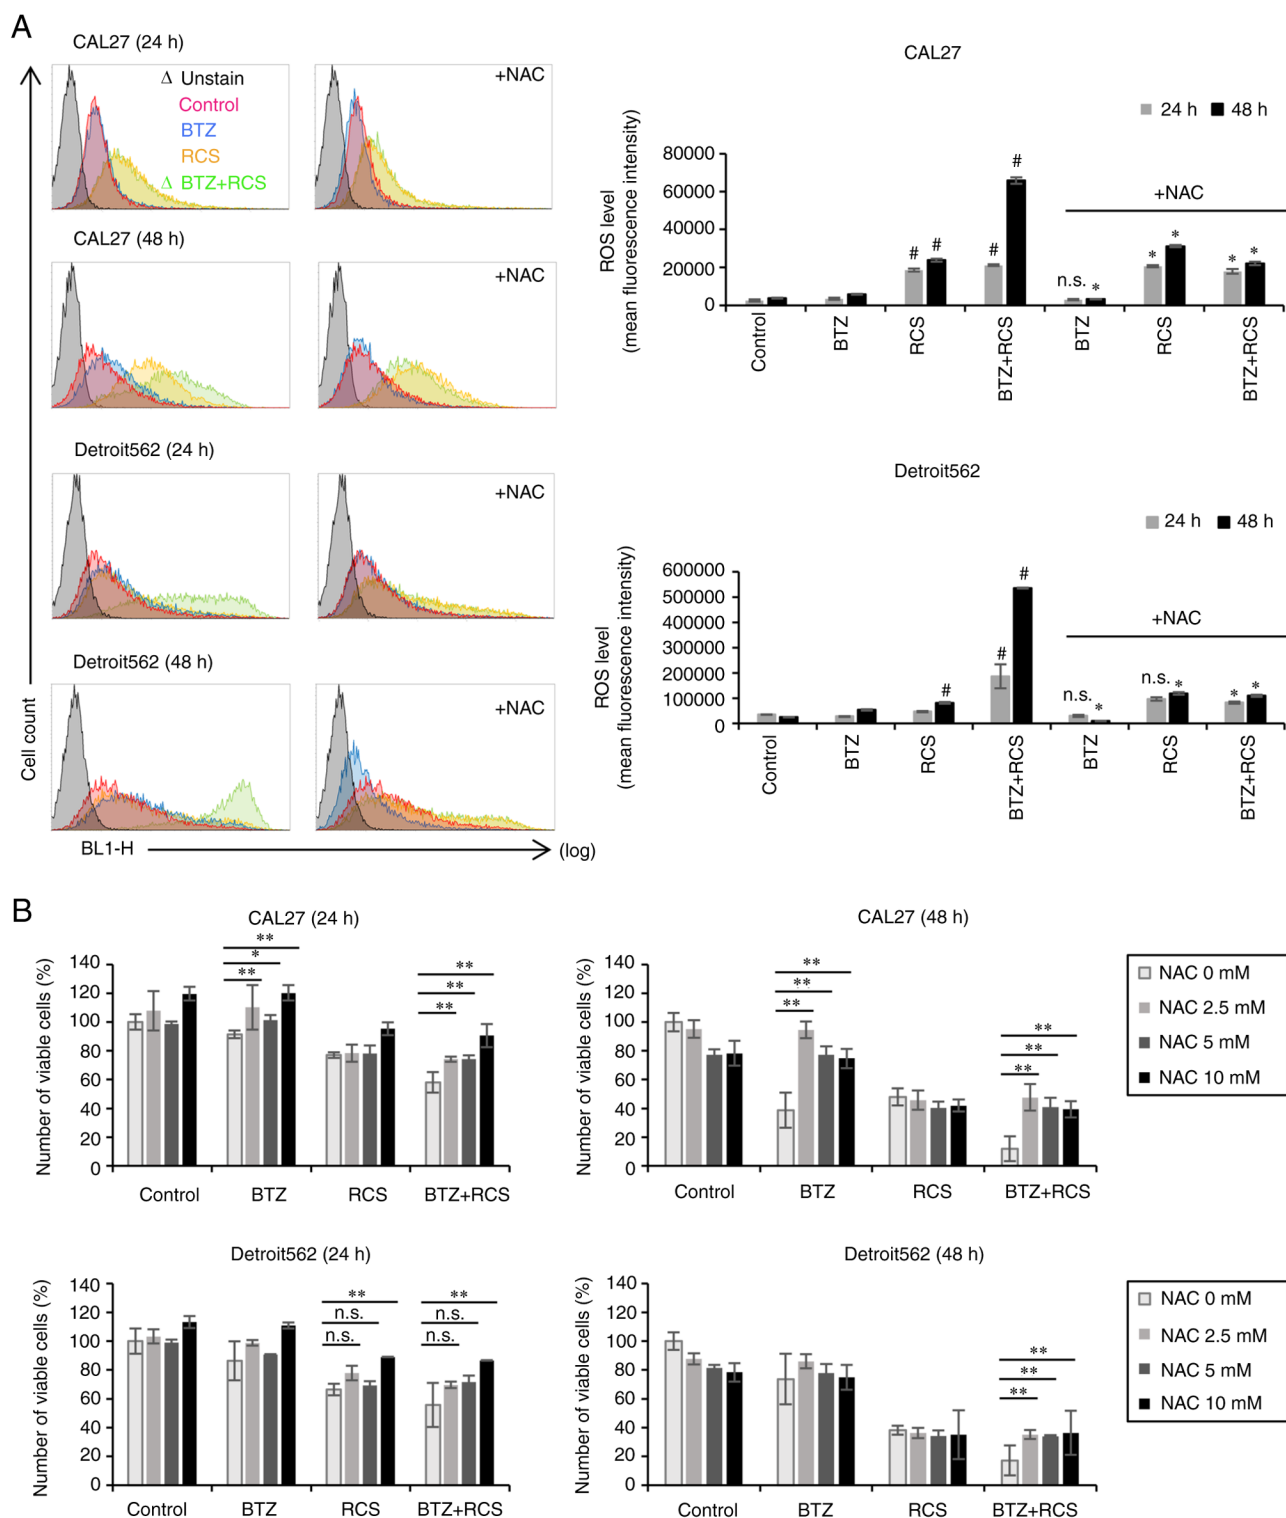 A
CAL27 (24 h)
Δ Unstain
Control
BTZ
RCS
Δ BTZ+RCS
+NAC
CAL27 (48 h)
+NAC
Detroit562 (24 h)
+NAC
Detroit562 (48 h)
+NAC
Cell count
BL1-H
(log)
CAL27
24 h 48 h
ROS level
(mean fluorescence intensity)
80000
60000
40000
20000
0
# # # #
+NAC
n.s. * * * * *
Control
BTZ
RCS
BTZ+RCS
BTZ
RCS
BTZ+RCS
Detroit562
24 h 48 h
ROS level
(mean fluorescence intensity)
600000
500000
400000
300000
200000
100000
0
# # #
+NAC
n.s. * n.s. * * *
Control
BTZ
RCS
BTZ+RCS
BTZ
RCS
BTZ+RCS
B
CAL27 (24 h)
Number of viable cells (%)
140
120
100
80
60
40
20
0
**
*
**
**
**
**
Control BTZ RCS BTZ+RCS
CAL27 (48 h)
Number of viable cells (%)
140
120
100
80
60
40
20
0
**
**
**
**
**
**
Control BTZ RCS BTZ+RCS
NAC 0 mM
NAC 2.5 mM
NAC 5 mM
NAC 10 mM
Detroit562 (24 h)
Number of viable cells (%)
140
120
100
80
60
40
20
0
**
n.s.
n.s.
**
n.s.
n.s.
Control BTZ RCS BTZ+RCS
Detroit562 (48 h)
Number of viable cells (%)
140
120
100
80
60
40
20
0
**
**
**
Control BTZ RCS BTZ+RCS
NAC 0 mM
NAC 2.5 mM
NAC 5 mM
NAC 10 mM